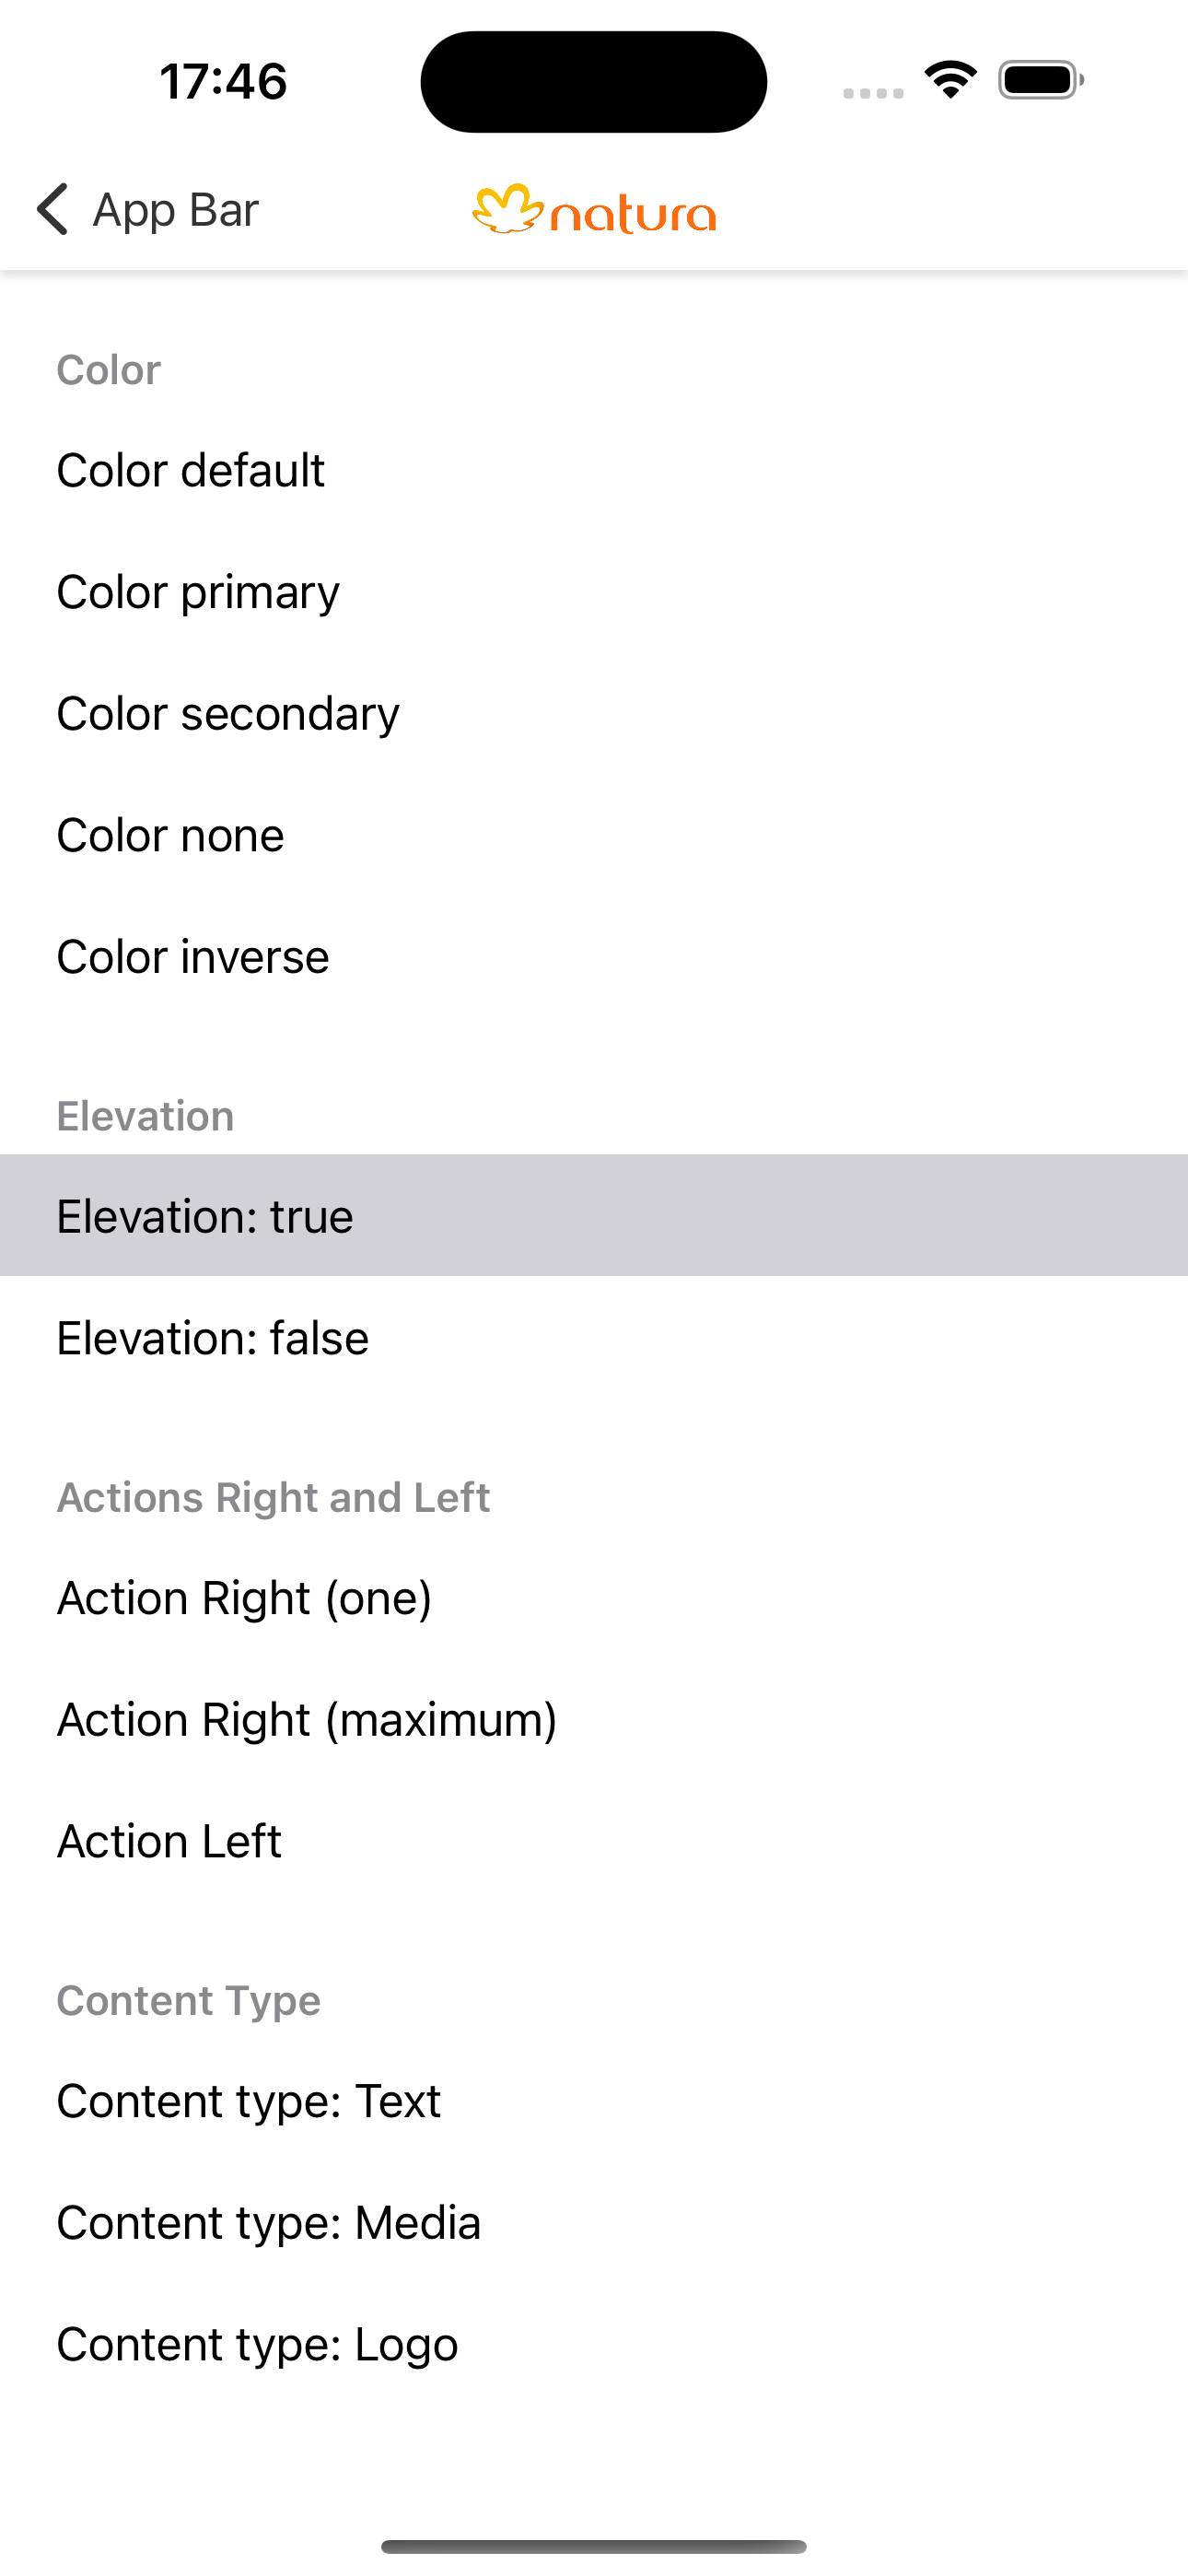 17:46
App Bar
natura
Color
Color default
Color primary
Color secondary
Color none
Color inverse
Elevation
Elevation: true
Elevation: false
Actions Right and Left
Action Right (one)
Action Right (maximum)
Action Left
Content Type
Content type: Text
Content type: Media
Content type: Logo